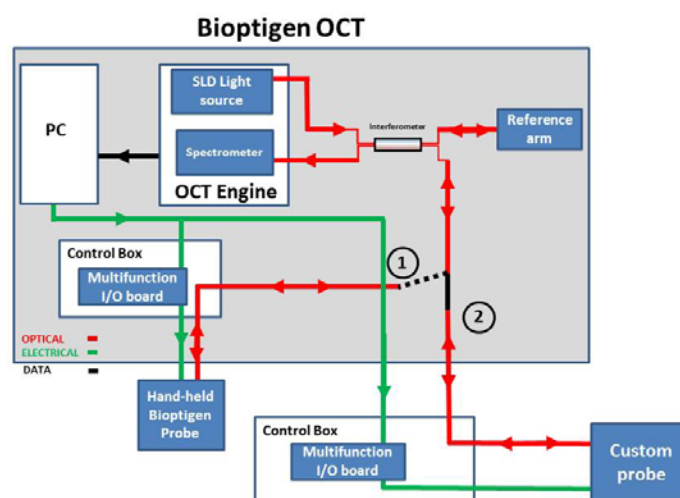 Bioptigen OCT
SLD Light
source
PC
Interferometer
Reference
arm
Spectrometer
OCT Engine
Control Box
1
Multifunction
I/O board
2
OPTICAL
ELECTRICAL
DATA
Hand-held
Bioptigen
Probe
Control Box
Multifunction
I/O board
Custom
probe